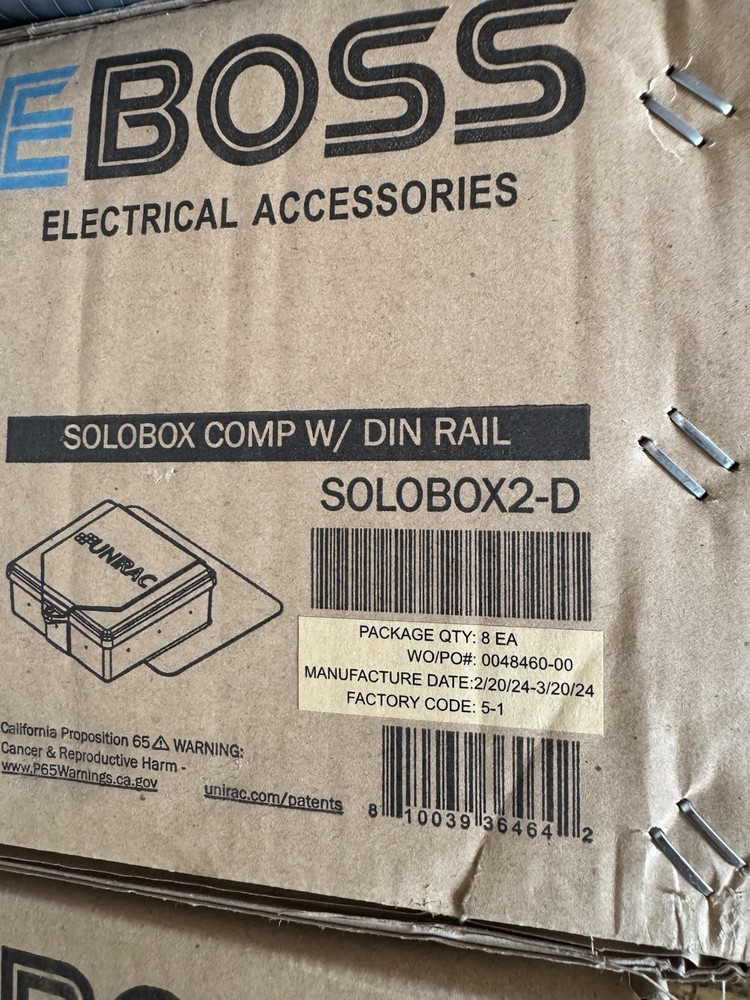 EBOSS
ELECTRICAL ACCESSORIES
SOLOBOX COMP W/ DIN RAIL
SOLOBOX2-D
UNIRAC
PACKAGE QTY: 8 EA
WO/PO#: 0048460-00
MANUFACTURE DATE:2/20/24-3/20/24
FACTORY CODE: 5-1
California Proposition 65⚠ WARNING:
Cancer & Reproductive Harm -
www.P65Warnings.ca.gov
unirac.com/patents
8 10039 36464 2